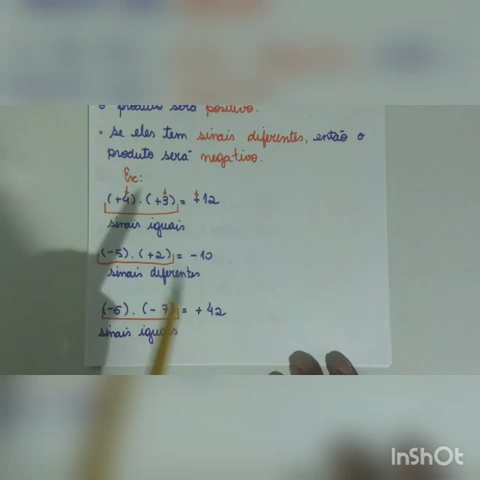 o produto será positivo.
• Se eles tem sinais diferentes, então o
produto será negativo.
Ex:
(+4) . (+3) = +12
sinais iguais
(-5) . (+2) = -10
sinais diferentes
(-6) . (-7) = + 42
sinais iguais
InShOt